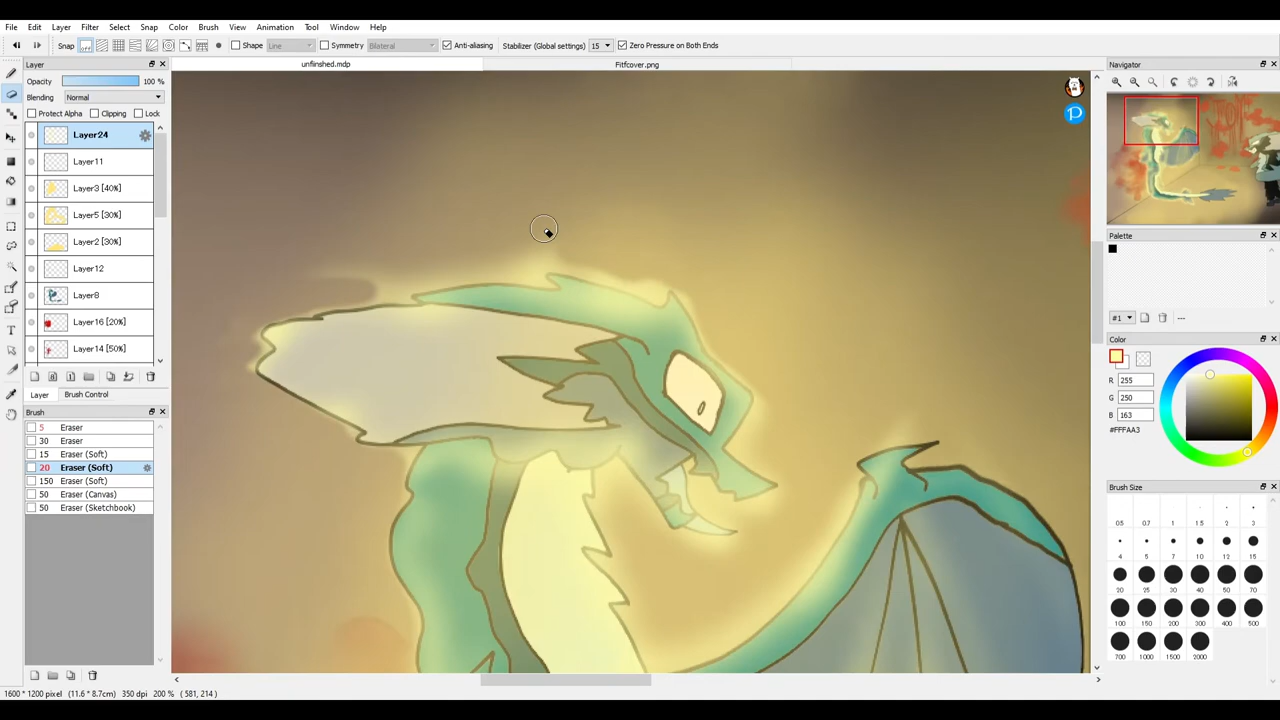 File Edit Layer Filter Select Snap Color Brush View Animation Tool Window Help
Snap Shape Line Symmetry Bilateral Anti-aliasing Stabilizer (Global settings) 15 Zero Pressure on Both Ends
Layer
unfiinshed.mdp Fitfcover.png
Navigator
Opacity 100 %
Blending Normal
Protect Alpha Clipping Lock
Layer24
Layer11
Layer3 [40%]
Layer5 [30%]
Layer2 [30%]
Layer12
Layer8
Layer16 [20%]
Layer14 [50%]
Layer Brush Control
Brush
5 Eraser
30 Eraser
15 Eraser (Soft)
20 Eraser (Soft)
150 Eraser (Soft)
50 Eraser (Canvas)
50 Eraser (Sketchbook)
Palette
#1 ---
Color
R 255
G 250
B 163
#FFFAA3
Brush Size
0.5 0.7 1 1.5 2 3
4 5 7 10 12 15
20 25 30 40 50 70
100 150 200 300 400 500
700 1000 1500 2000
1600 * 1200 pixel (11.6 * 8.7cm) 350 dpi 200 % ( 581, 214 )